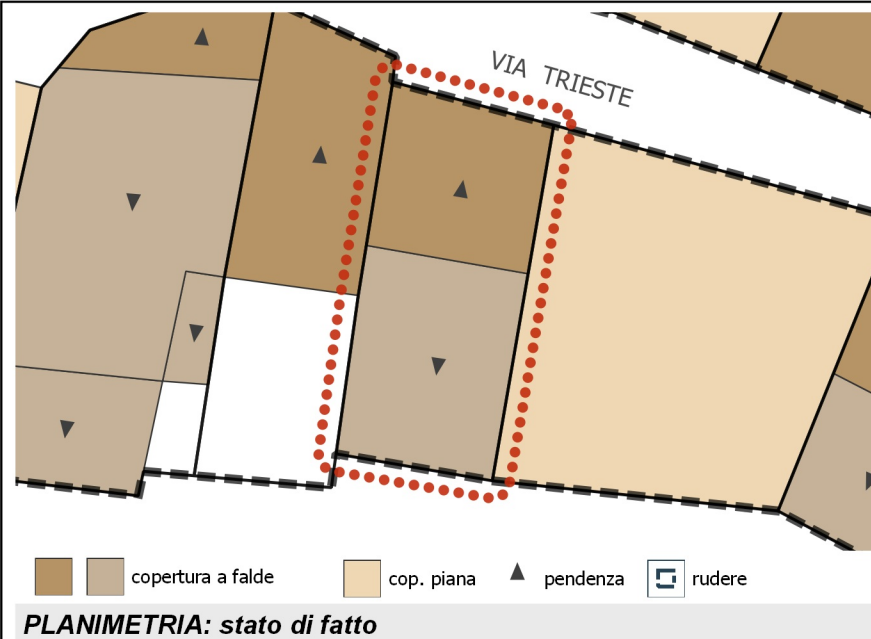 VIA TRIESTE
copertura a falde
cop. piana
pendenza
rudere
PLANIMETRIA: stato di fatto